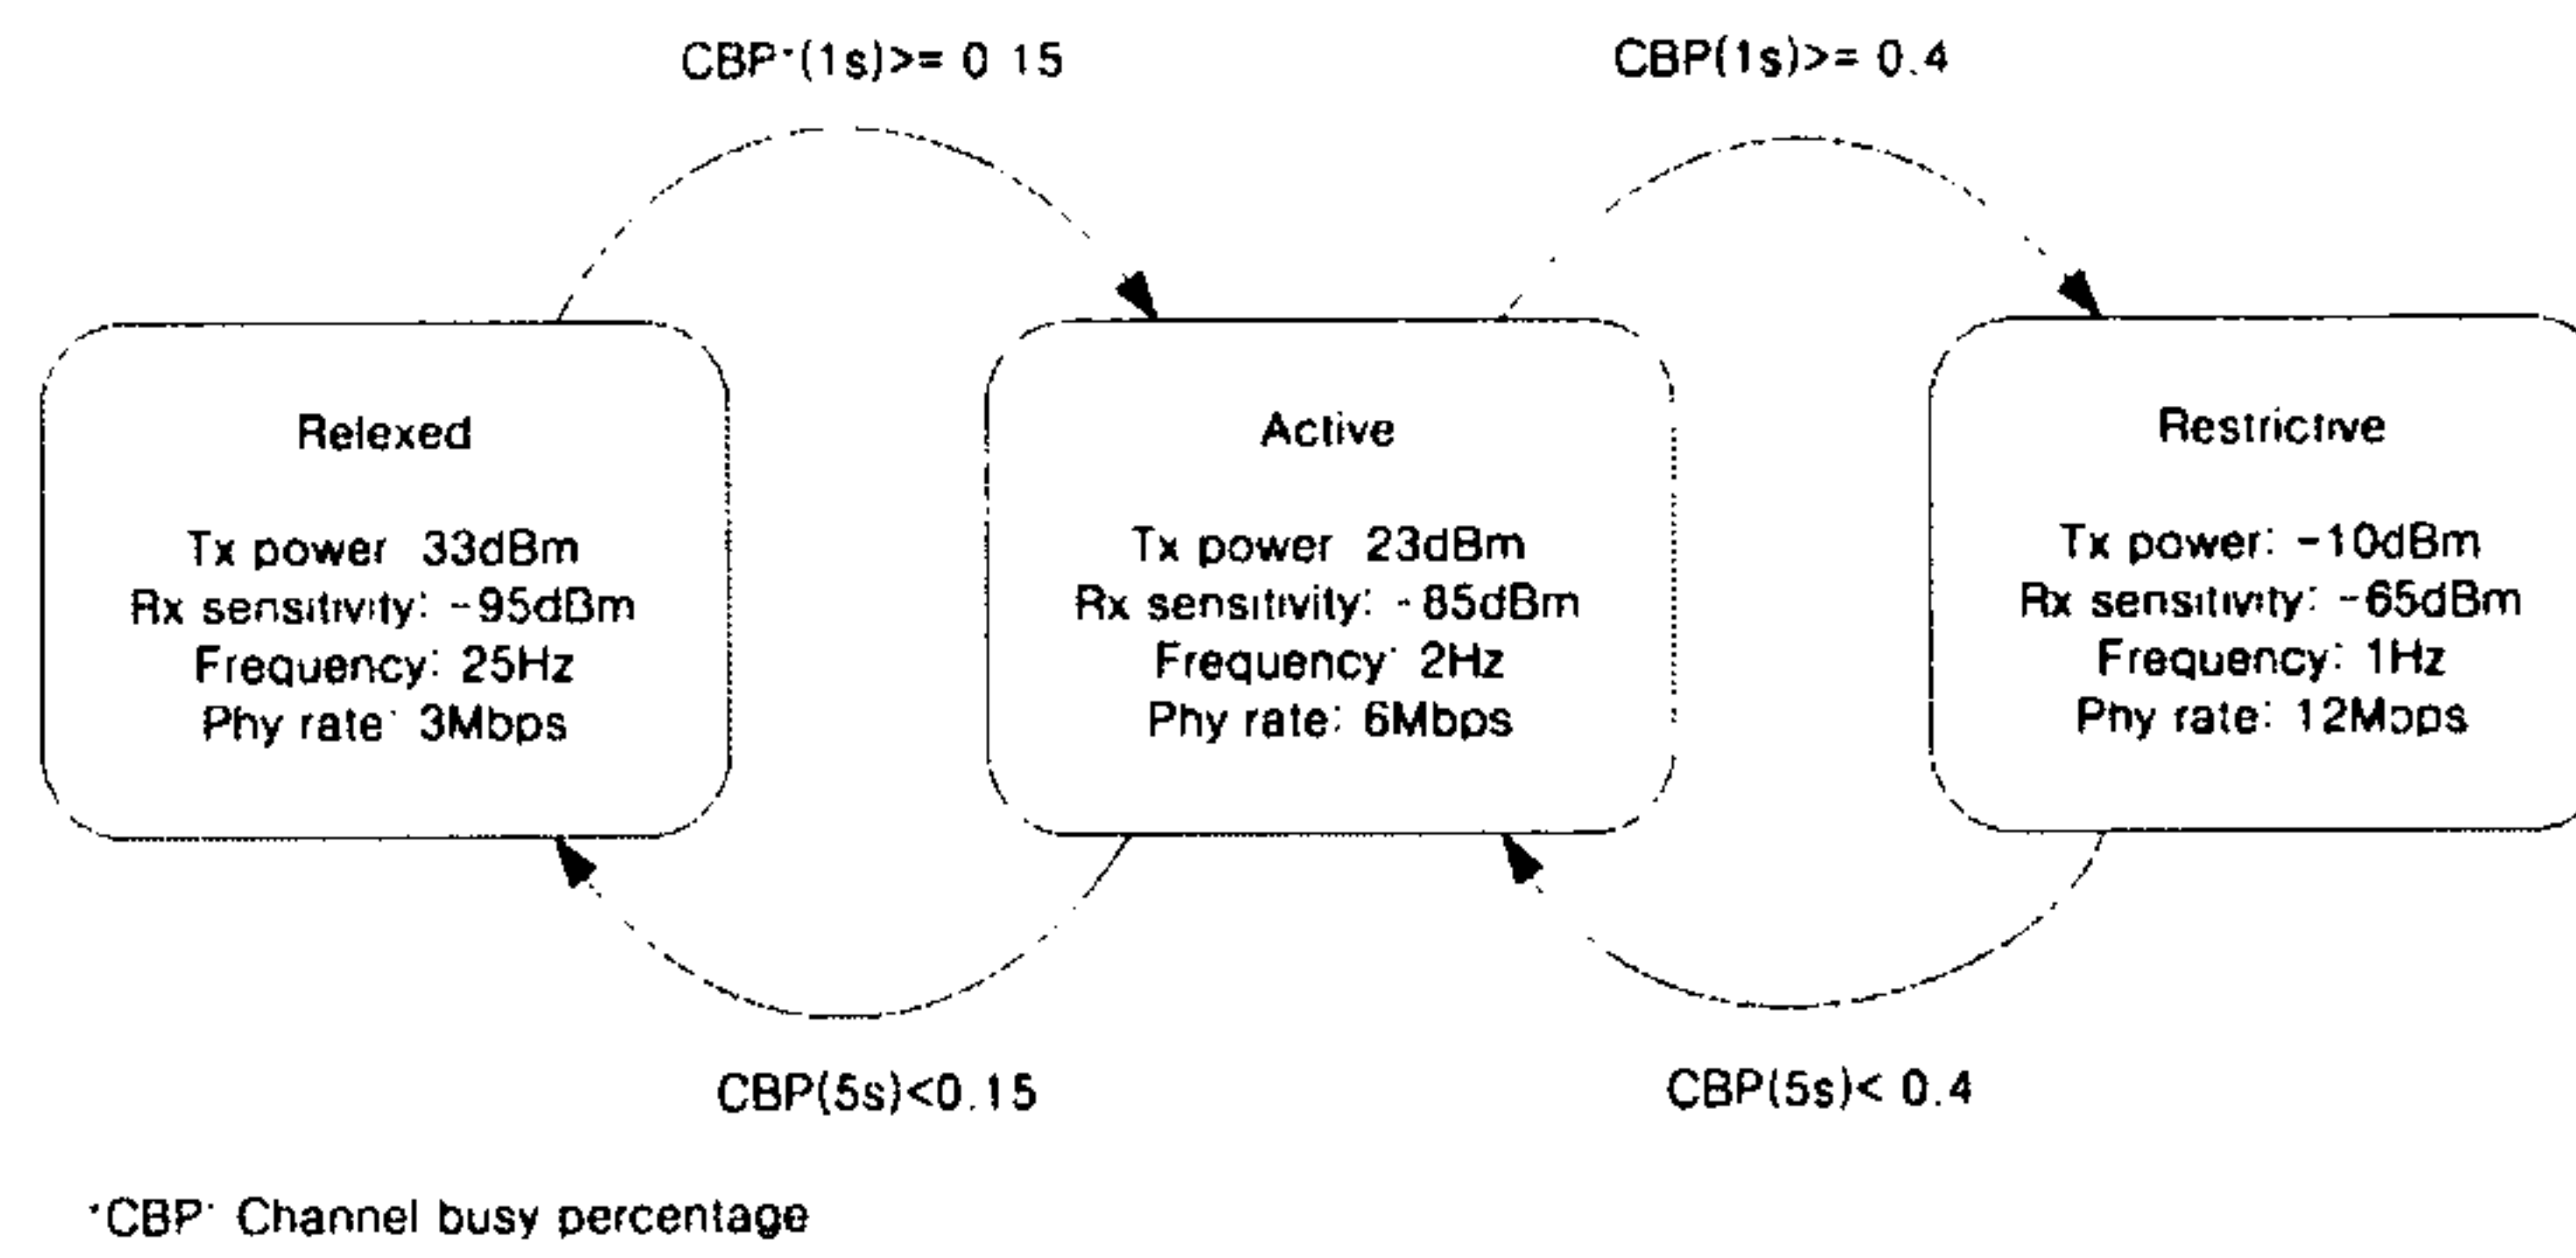 CBP*(1s)>= 0.15
CBP(1s)>= 0.4
Relexed
Tx power 33dBm
Rx sensitivity: -95dBm
Frequency: 25Hz
Phy rate: 3Mbps
Active
Tx power 23dBm
Rx sensitivity: -85dBm
Frequency: 2Hz
Phy rate: 6Mbps
Restrictive
Tx power: -10dBm
Rx sensitivity: -65dBm
Frequency: 1Hz
Phy rate: 12Mbps
CBP(5s)<0.15
CBP(5s)< 0.4
*CBP: Channel busy percentage